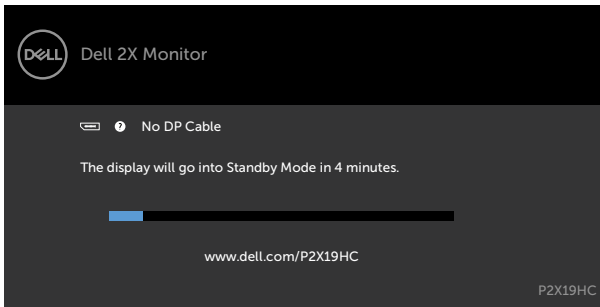 DELL
Dell 2X Monitor
? No DP Cable
The display will go into Standby Mode in 4 minutes.
www.dell.com/P2X19HC
P2X19HC